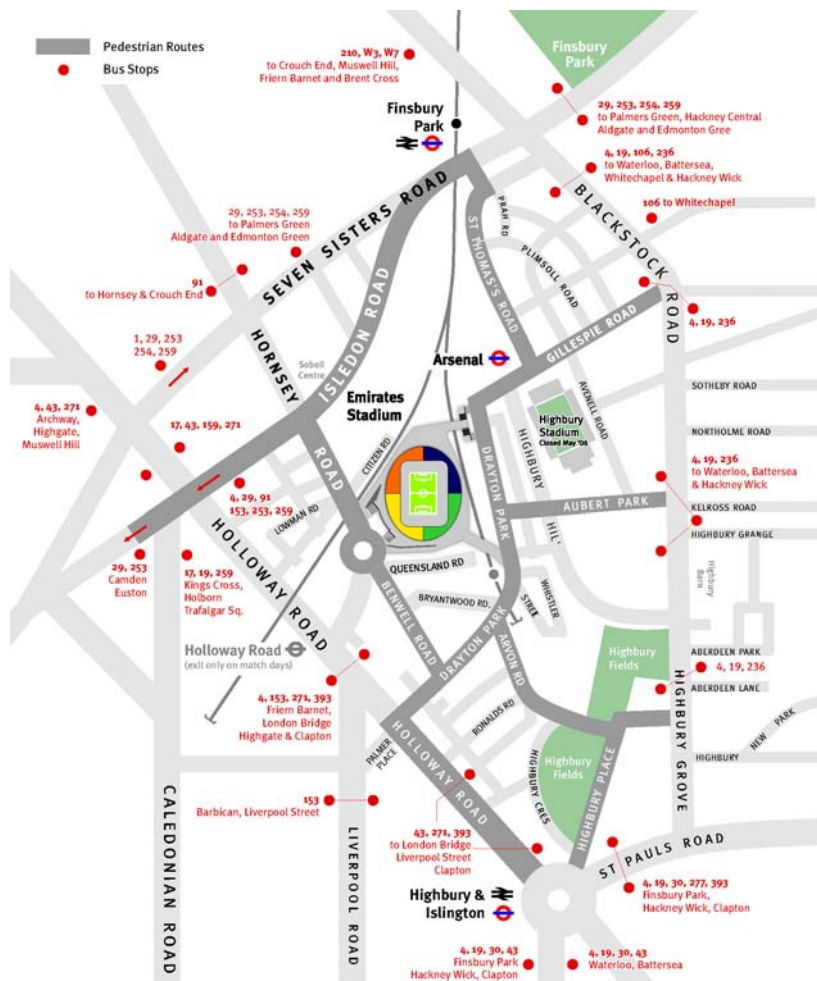 Pedestrian Routes
Bus Stops
210, W3, W7
to Crouch End, Muswell Hill,
Friern Barnet and Brent Cross
Finsbury
Park
Finsbury
Park
29, 253, 254, 259
to Palmers Green, Hackney Central
Aldgate and Edmonton Gree
4, 19, 106, 236
to Waterloo, Battersea,
Whitechapel & Hackney Wick
106 to Whitechapel
29, 253, 254, 259
to Palmers Green
Aldgate and Edmonton Green
91
to Hornsey & Crouch End
SEVEN SISTERS ROAD
PRAH RD
ST THOMAS'S ROAD
PLIMSOLL ROAD
BLACKSTOCK
ROAD
4, 19, 236
HORNSEY
ROAD
ISLEDON ROAD
GILLESPIE ROAD
1, 29, 253
254, 259
Sobell
Centre
Arsenal
Emirates
Stadium
AVENELL ROAD
SOTHEBY ROAD
4, 43, 271
Archway,
Highgate,
Muswell Hill
17, 43, 159, 271
Highbury
Stadium
Closed May '06
NORTHOLME ROAD
CITIZEN RD
DRAYTON PARK
HIGHBURY
HIL'
4, 19, 236
to Waterloo, Battersea
& Hackney Wick
4, 29, 91
153, 253, 259
LOWMAN RD
AUBERT PARK
KELROSS ROAD
HIGHBURY GRANGE
29, 253
Camden
Euston
17, 19, 259
Kings Cross,
Holborn
Trafalgar Sq.
HOLLOWAY ROAD
QUEENSLAND RD
BRYANTWOOD RD,
BENWELL ROAD
WHISTLER
STREE
Highbury
Barn
Holloway Road
(exit only on match days)
DRAYTON PARK
ARVON RD
Highbury
Fields
ABERDEEN PARK
4, 19, 236
ABERDEEN LANE
4, 153, 271, 393
Friern Barnet,
London Bridge
Highgate & Clapton
RONALDS RD
PALMER
PLACE
HOLLOWAY ROAD
HIGHBURY CRES
Highbury
Fields
HIGHBURY PLACE
HIGHBURY GROVE
HIGHBURY
NEW PARK
153
Barbican, Liverpool Street
43, 271, 393
to London Bridge
Liverpool Street
Clapton
CALEDONIAN ROAD
LIVERPOOL ROAD
ST PAULS ROAD
Highbury &
Islington
4, 19, 30, 277, 393
Finsbury Park,
Hackney Wick, Clapton
4, 19, 30, 43
Finsbury Park
Hackney Wick, Clapton
4, 19, 30, 43
Waterloo, Battersea